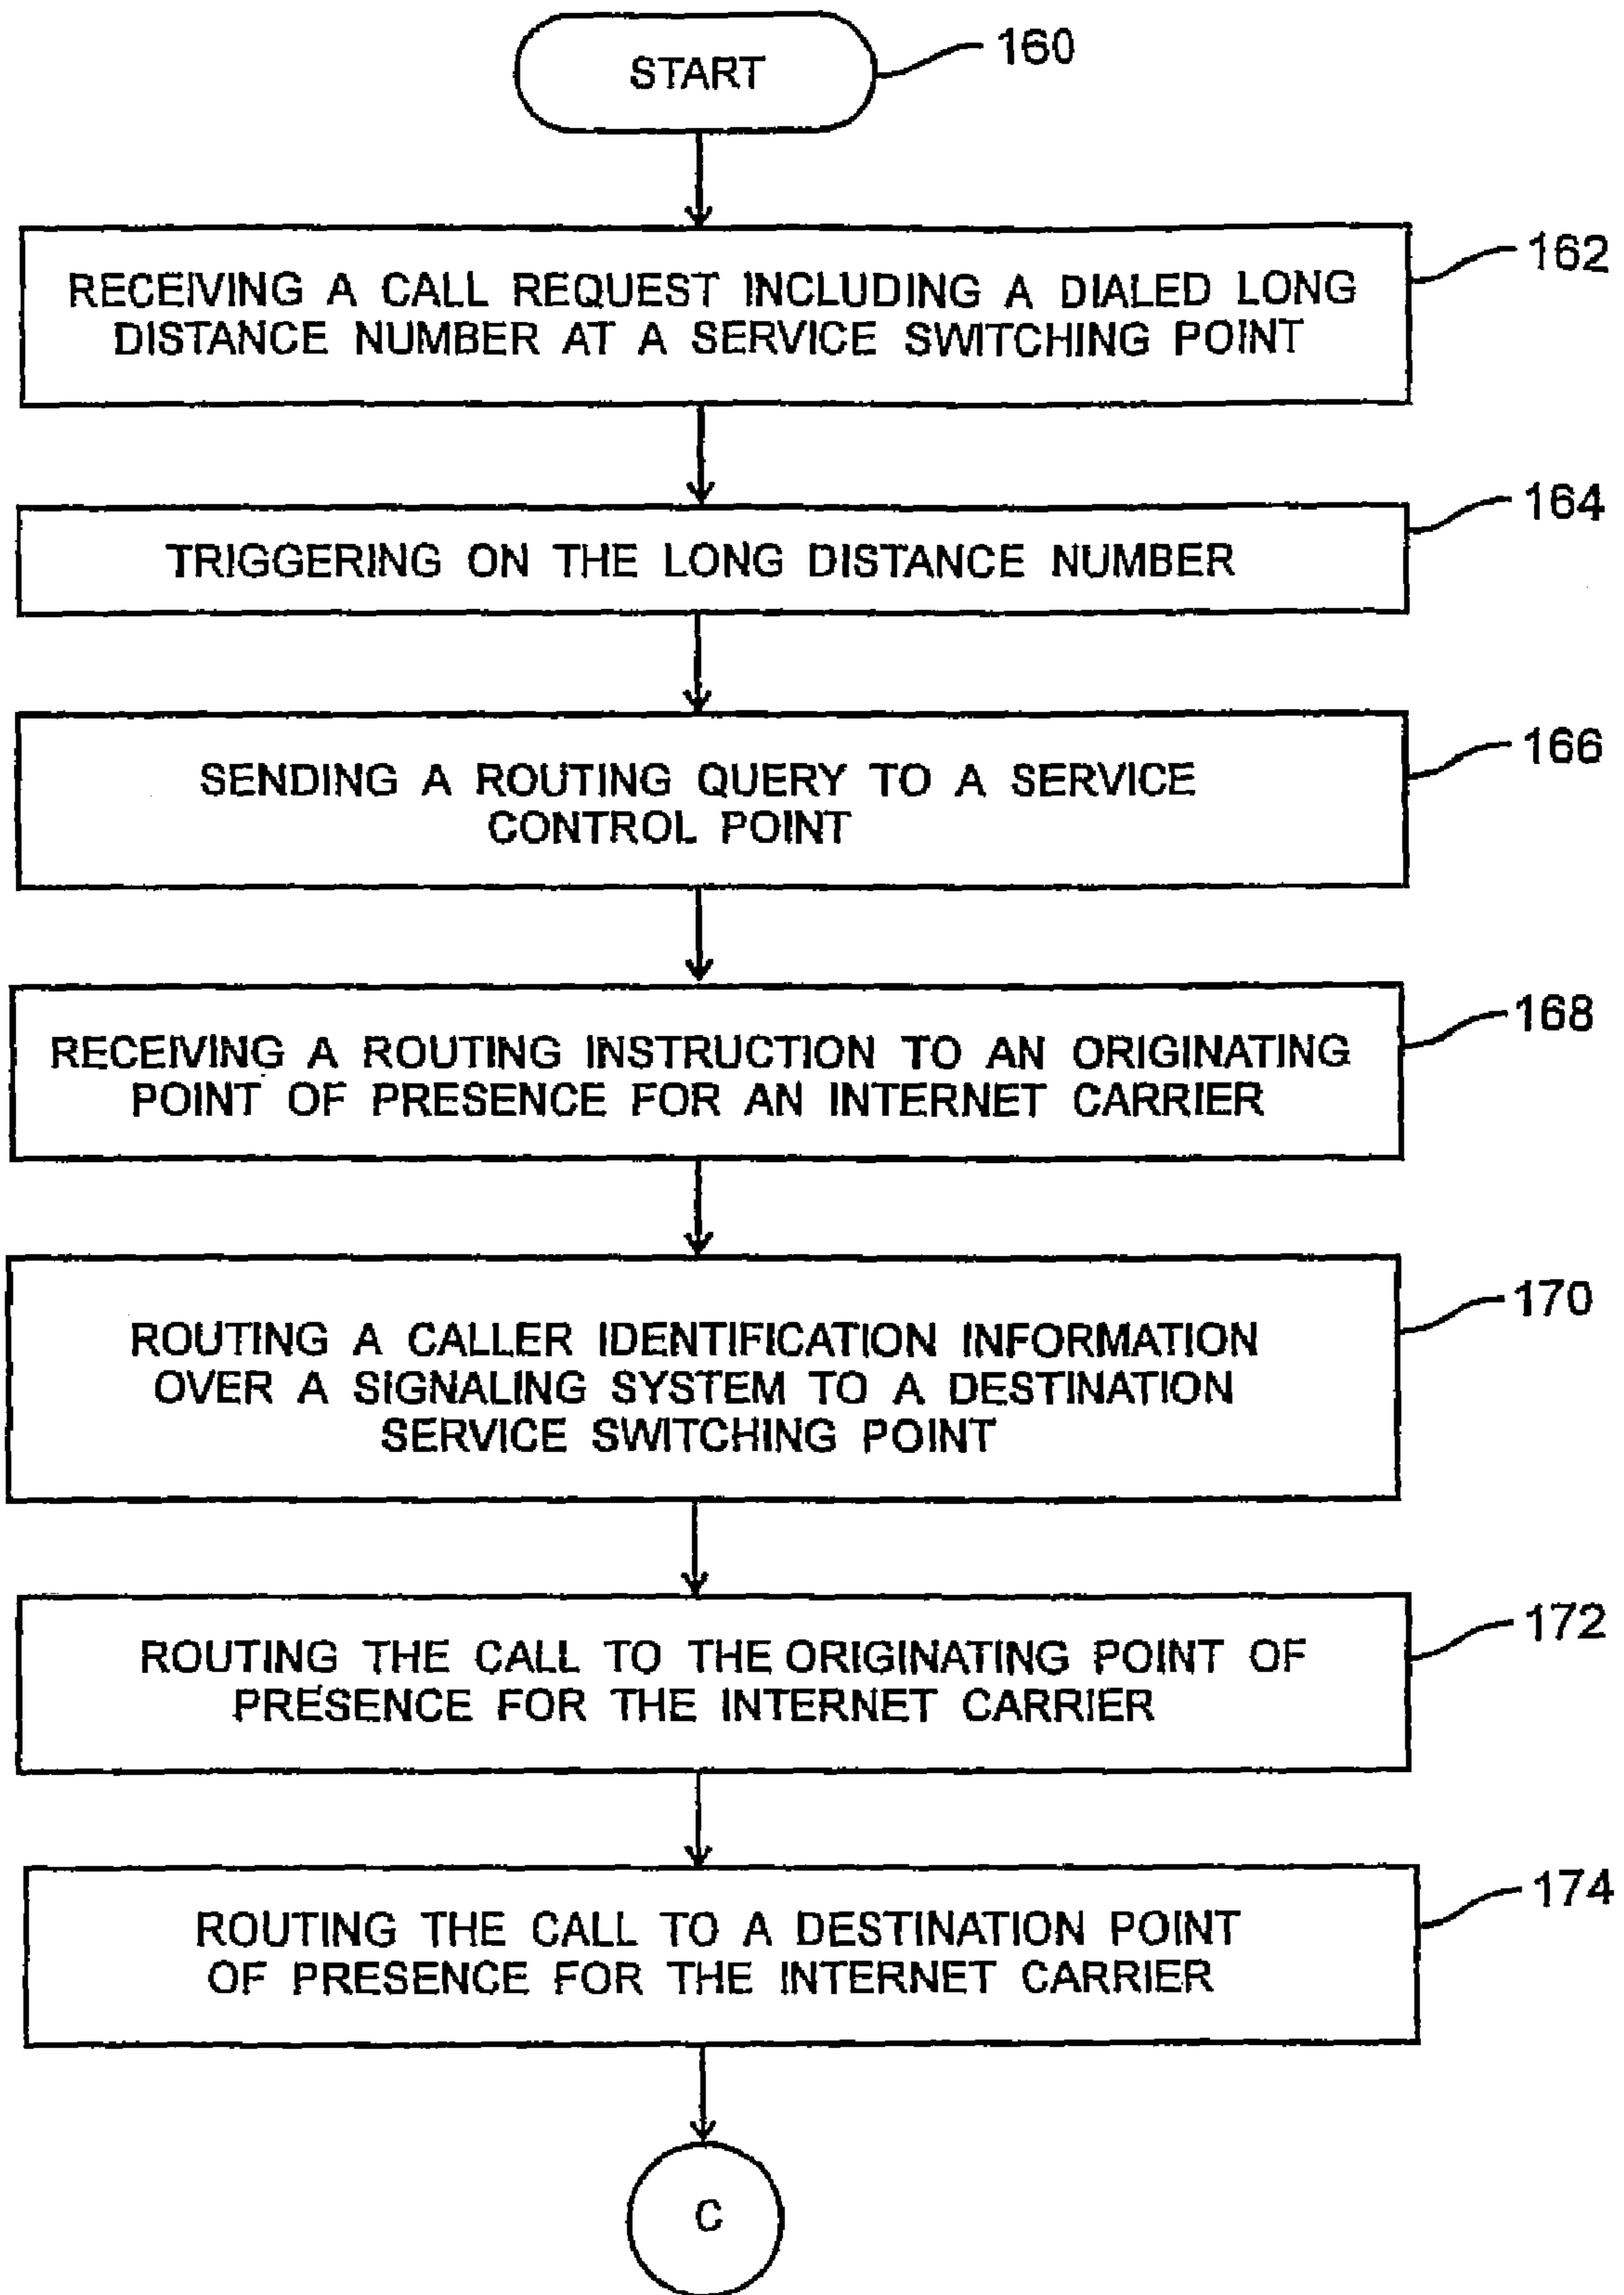 START
160
RECEIVING A CALL REQUEST INCLUDING A DIALED LONG
DISTANCE NUMBER AT A SERVICE SWITCHING POINT
162
TRIGGERING ON THE LONG DISTANCE NUMBER
164
SENDING A ROUTING QUERY TO A SERVICE
CONTROL POINT
166
RECEIVING A ROUTING INSTRUCTION TO AN ORIGINATING
POINT OF PRESENCE FOR AN INTERNET CARRIER
168
ROUTING A CALLER IDENTIFICATION INFORMATION
OVER A SIGNALING SYSTEM TO A DESTINATION
SERVICE SWITCHING POINT
170
ROUTING THE CALL TO THE ORIGINATING POINT OF
PRESENCE FOR THE INTERNET CARRIER
172
ROUTING THE CALL TO A DESTINATION POINT
OF PRESENCE FOR THE INTERNET CARRIER
174
C